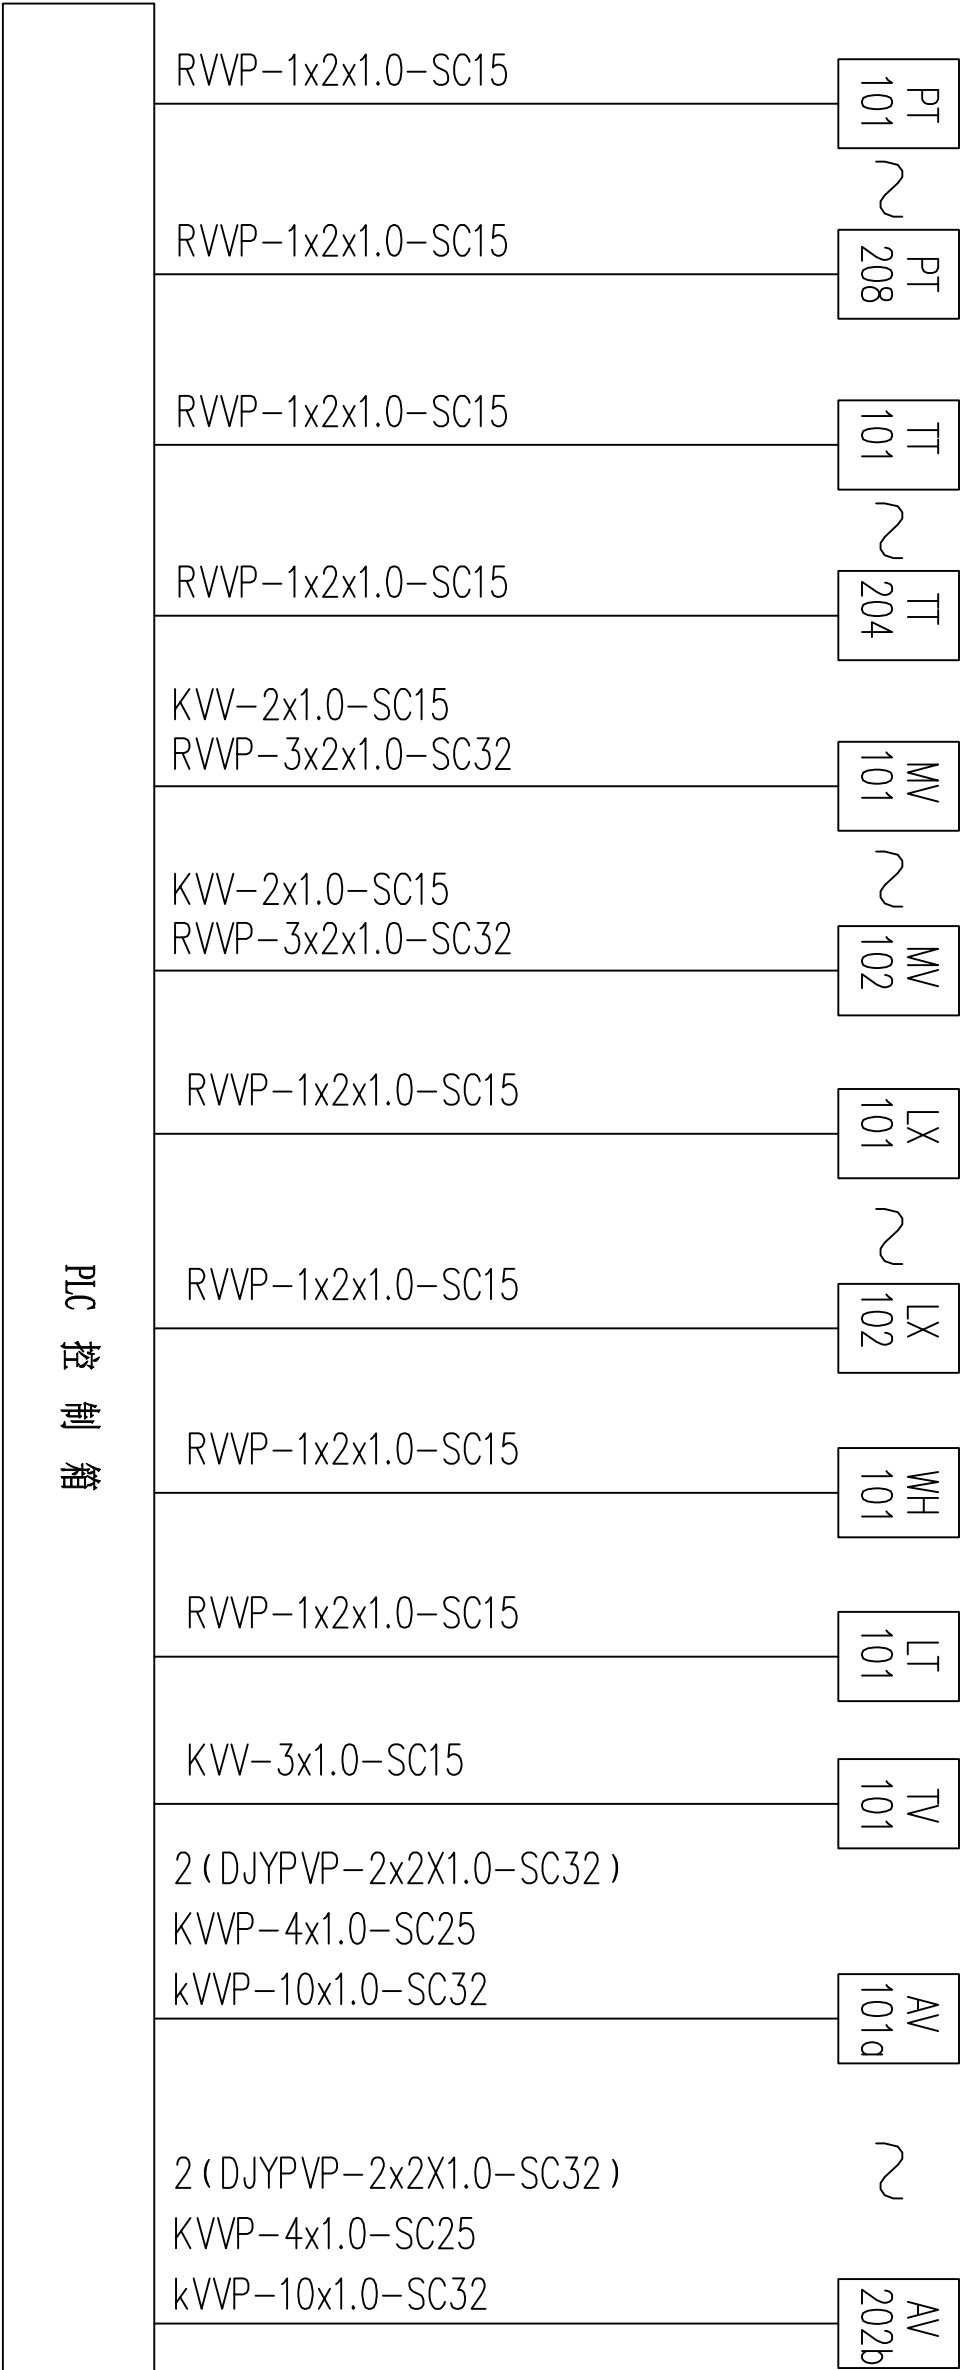 RVVP-1x2x1.0-SC15
PT
101
~
RVVP-1x2x1.0-SC15
PT
208
RVVP-1x2x1.0-SC15
TT
101
~
RVVP-1x2x1.0-SC15
TT
204
KVV-2x1.0-SC15
RVVP-3x2x1.0-SC32
MV
101
~
KVV-2x1.0-SC15
RVVP-3x2x1.0-SC32
MV
102
RVVP-1x2x1.0-SC15
LX
101
~
RVVP-1x2x1.0-SC15
LX
102
RVVP-1x2x1.0-SC15
WH
101
RVVP-1x2x1.0-SC15
LT
101
KVV-3x1.0-SC15
TV
101
2(DJYPVP-2x2X1.0-SC32)
KVVP-4x1.0-SC25
kVVP-10x1.0-SC32
AV
101a
~
2(DJYPVP-2x2X1.0-SC32)
KVVP-4x1.0-SC25
kVVP-10x1.0-SC32
AV
202b
PLC 控制箱